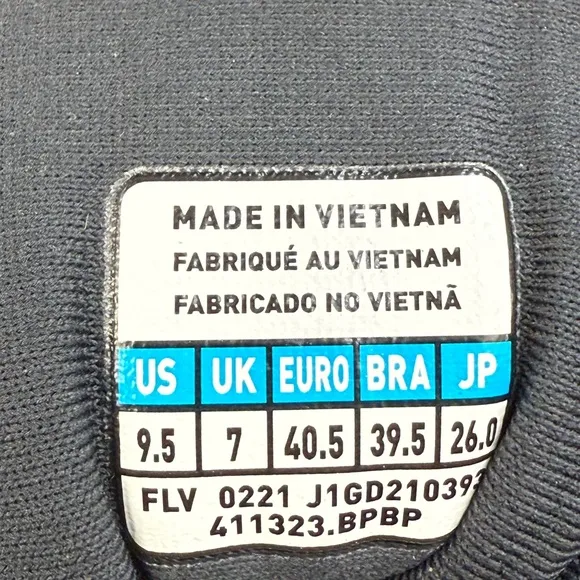 MADE IN VIETNAM
FABRIQUÉ AU VIETNAM
FABRICADO NO VIETNÃ
US UK EURO BRA JP
9.5 7 40.5 39.5 26.0
FLV 0221 J1GD210393
411323.BPBP